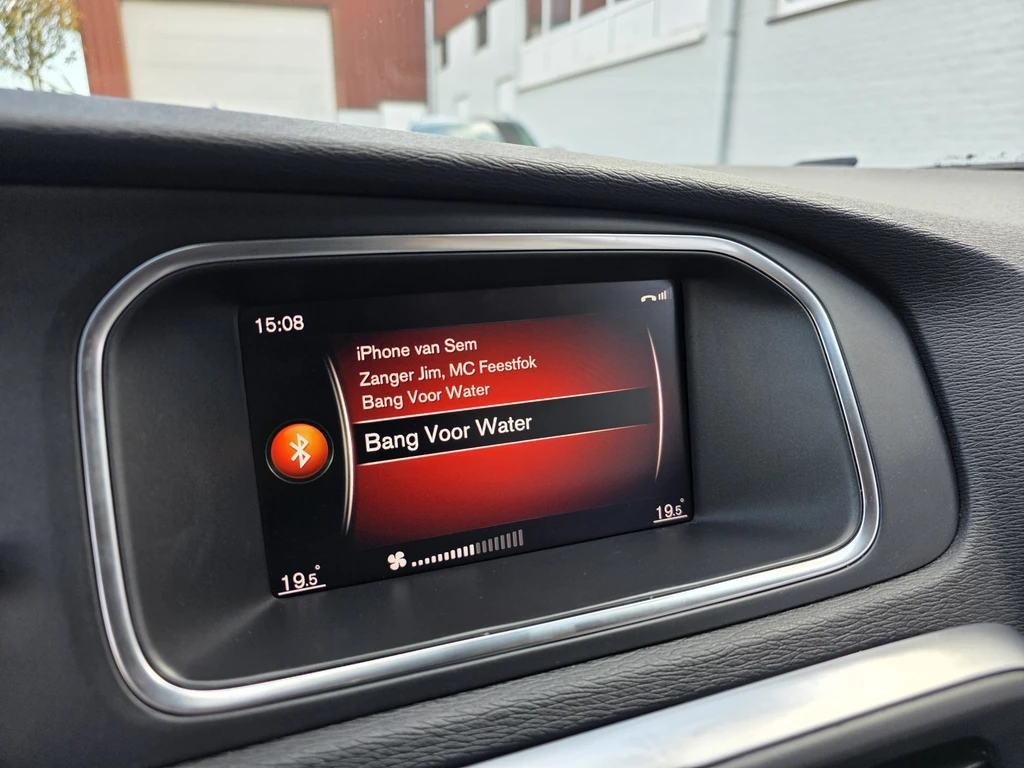 15:08
iPhone van Sem
Zanger Jim, MC Feestfok
Bang Voor Water
Bang Voor Water
19.5°
19.5°